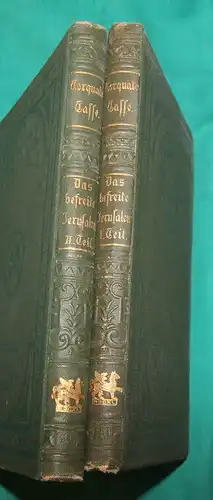 Torquato
Tasso.
Das
befreite
Jerusalem
II. Teil.
Torquato
Tasso.
Das
befreite
Jerusalem
I. Teil